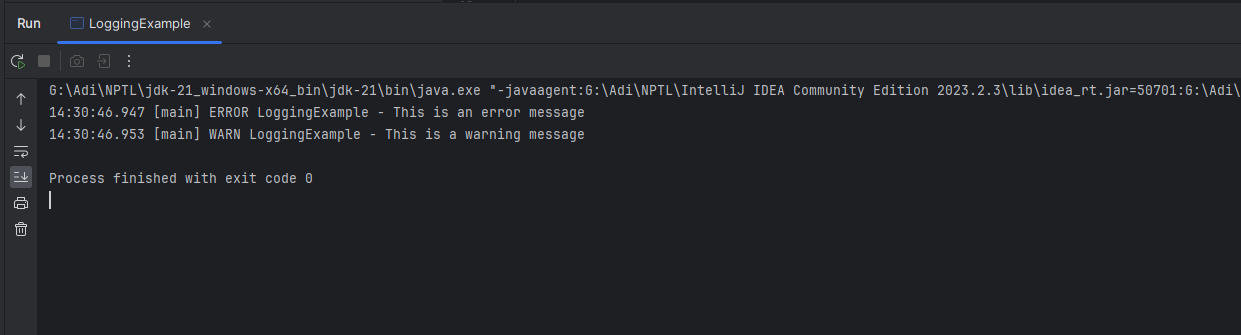 Run LoggingExample
G:\Adi\NPTL\jdk-21_windows-x64_bin\jdk-21\bin\java.exe "-javaagent:G:\Adi\NPTL\IntelliJ IDEA Community Edition 2023.2.3\lib\idea_rt.jar=50701:G:\Adi\
14:30:46.947 [main] ERROR LoggingExample - This is an error message
14:30:46.953 [main] WARN LoggingExample - This is a warning message
Process finished with exit code 0